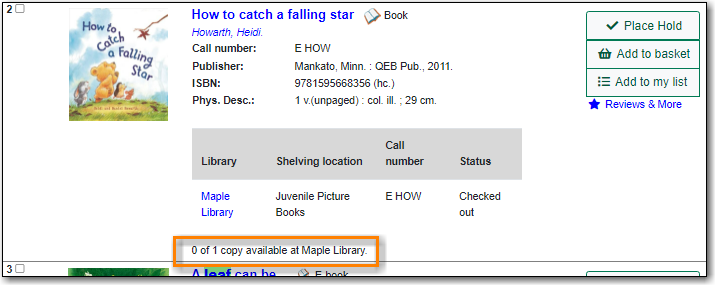 2
How to catch a falling star Book
Howarth, Heidi.
Call number: E HOW
Publisher: Mankato, Minn. : QEB Pub., 2011.
ISBN: 9781595668356 (hc.)
Phys. Desc.: 1 v.(unpaged) : col. ill. ; 29 cm.
How to
Catch
a Falling
Star
Place Hold
Add to basket
Add to my list
Reviews & More
Library Shelving location Call number Status
Maple Library Juvenile Picture Books E HOW Checked out
0 of 1 copy available at Maple Library.
3
A leaf can be E book